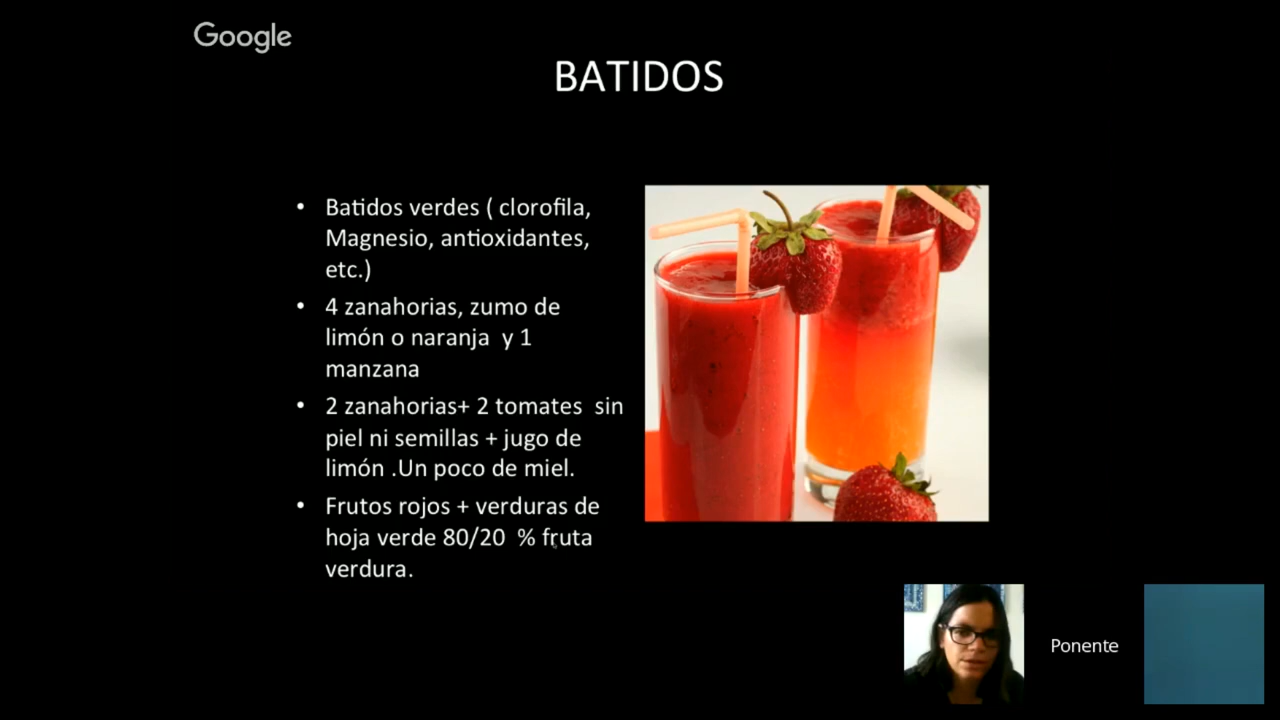 Google
BATIDOS
• Batidos verdes ( clorofila,
Magnesio, antioxidantes,
etc.)
• 4 zanahorias, zumo de
limón o naranja  y 1
manzana
• 2 zanahorias+ 2 tomates  sin
piel ni semillas + jugo de
limón .Un poco de miel.
• Frutos rojos + verduras de
hoja verde 80/20  % fruta
verdura.
Ponente